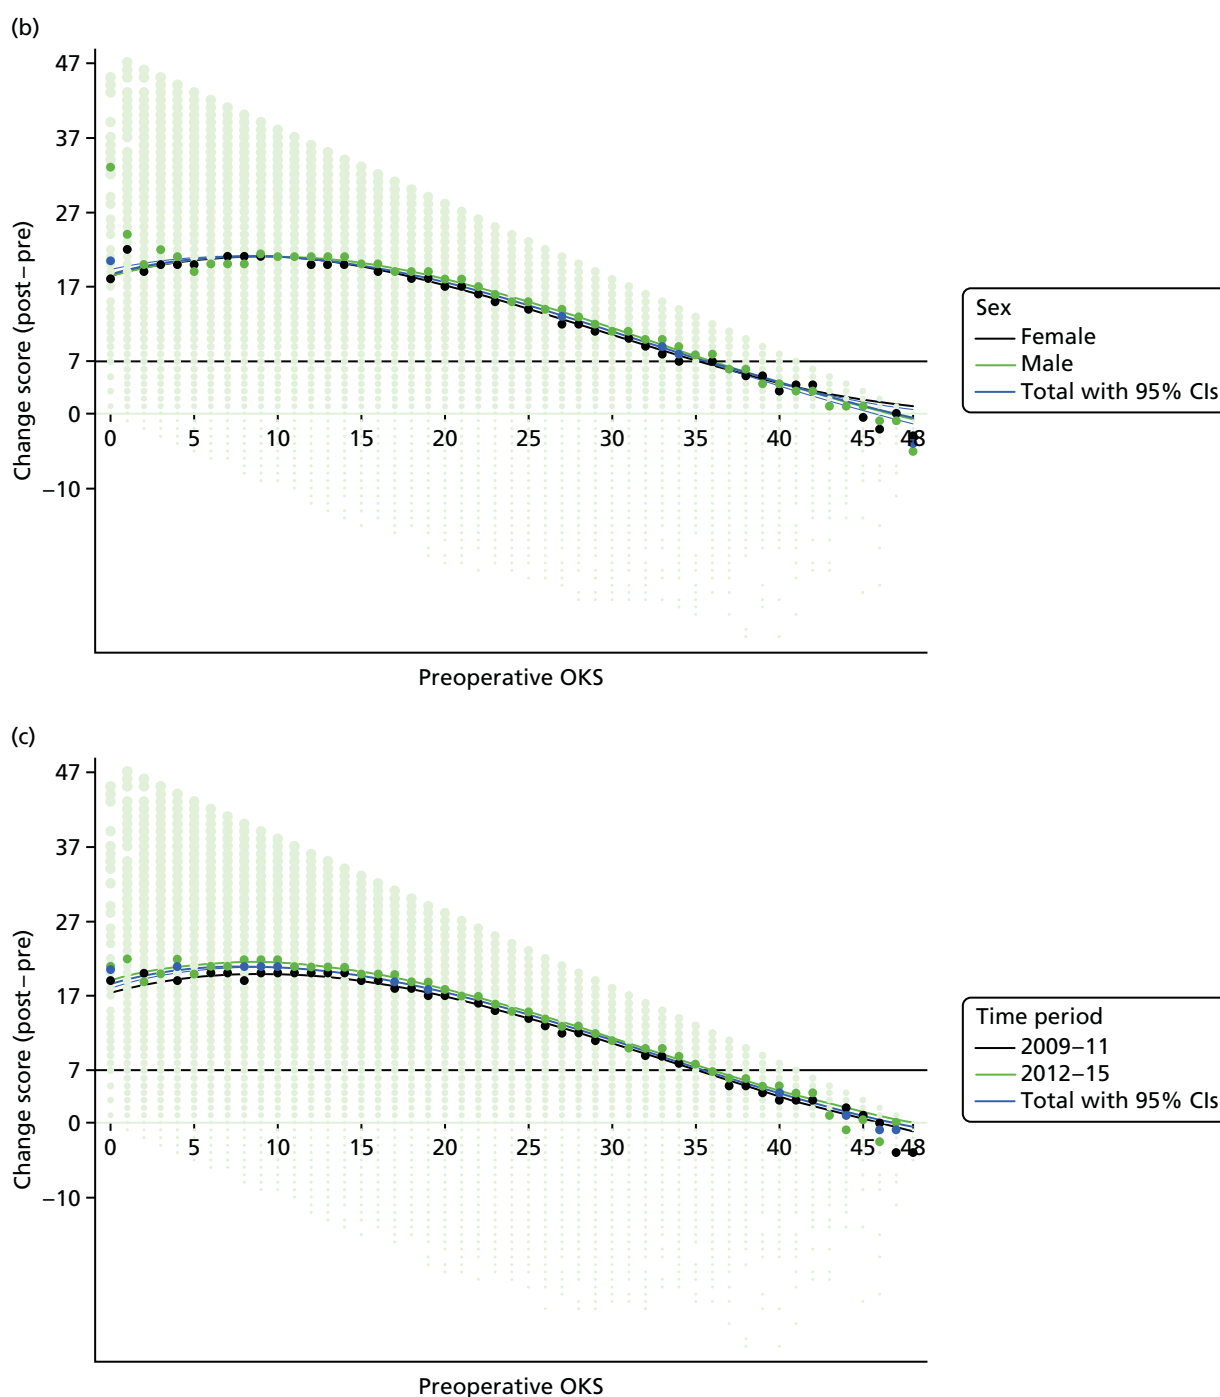 (b)
47
37
27
17
7
0
−10
Change score (post−pre)
0 5 10 15 20 25 30 35 40 45 48
Preoperative OKS
Sex
Female
Male
Total with 95% CIs
(c)
47
37
27
17
7
0
−10
Change score (post−pre)
0 5 10 15 20 25 30 35 40 45 48
Preoperative OKS
Time period
2009−11
2012−15
Total with 95% CIs